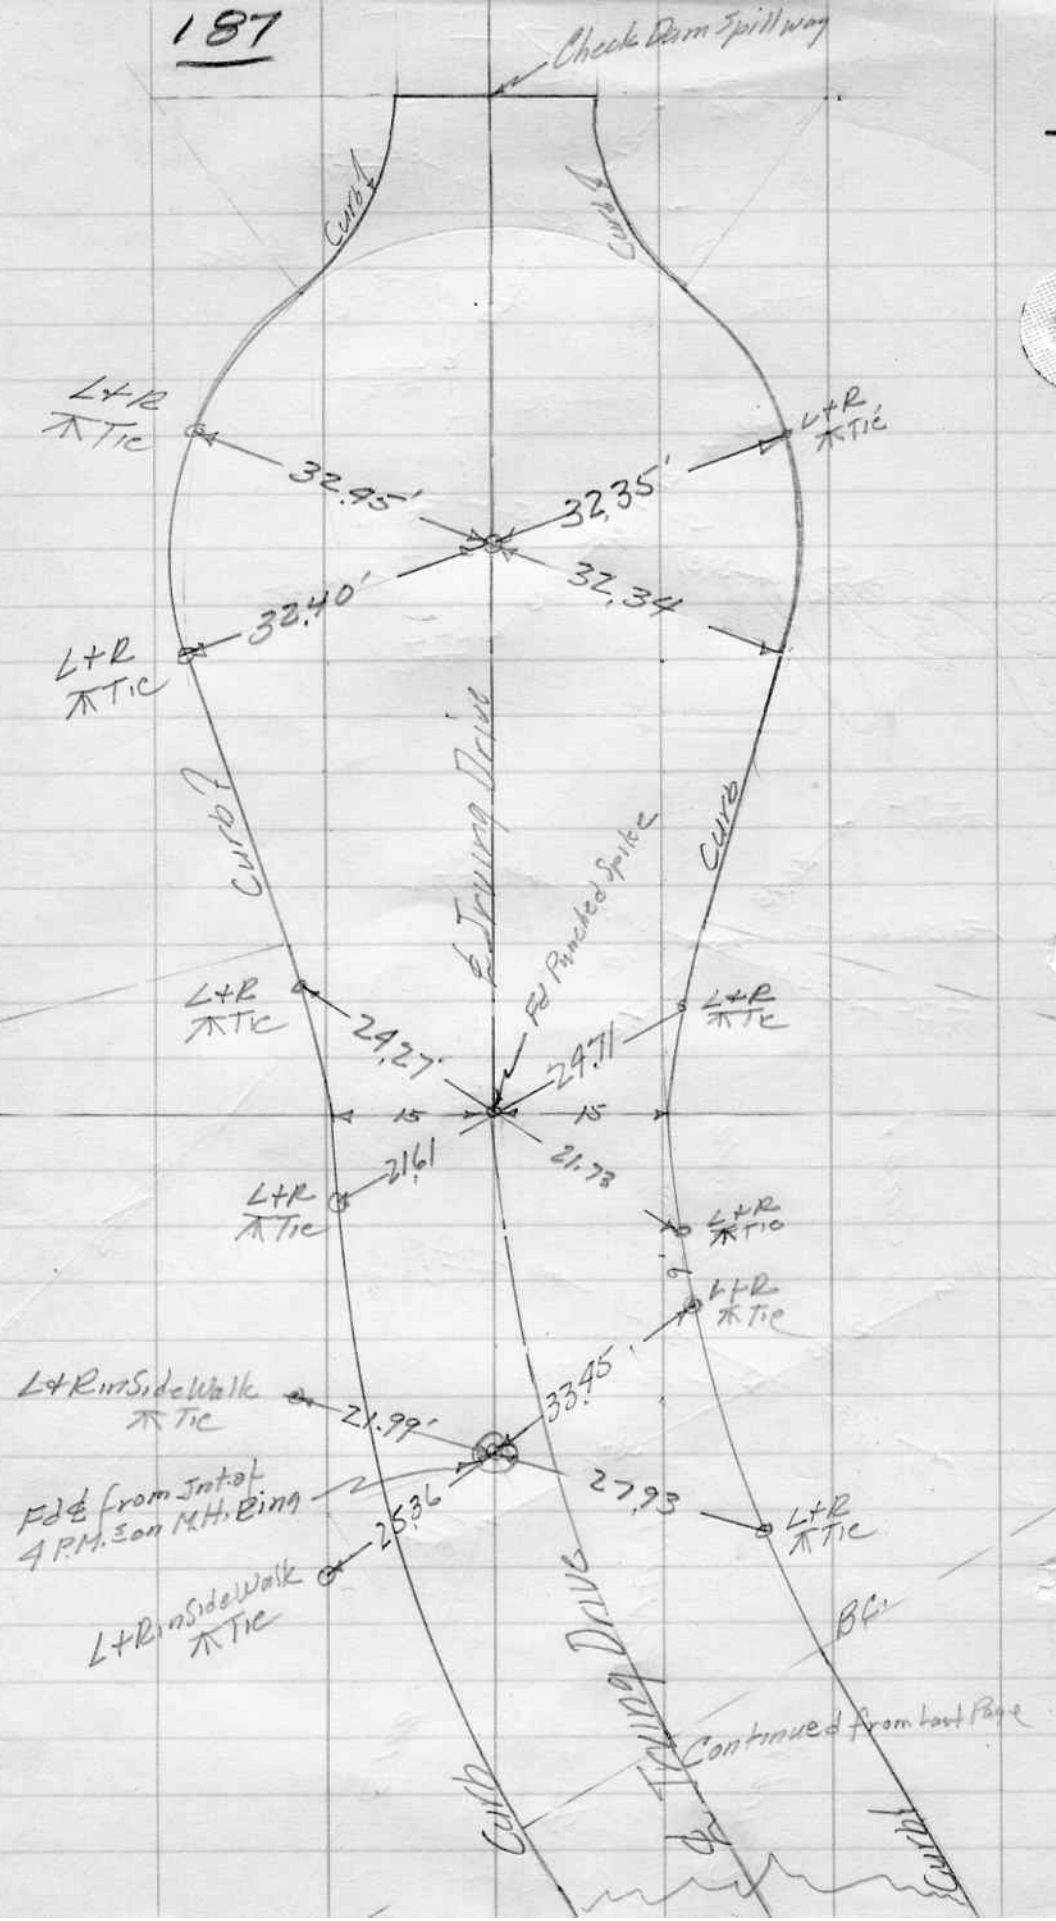 187
Check Dam Spillway
Curb
Curb
L+R
Tie
L+R
Tie
32.45'
32.35'
32.40'
32.34
L+R
Tie
Irving Drive
Curb
Curb
Fd Punched Spike
L+R
Tie
L+R
Tie
24.27'
24.71
15
15
21.61
21.73
L+R
Tie
L+R
Tie
9'
L+R
Tie
33.45
L+R in SideWalk
Tie
21.99'
Fd ℄ from Int. of
4 P.M. on M.H. Ring
25.36
27.93
L+R
Tie
L+R in SideWalk
Tie
B.C.
℄ Irving Drive
Continued from Last Page
Curb
Curb